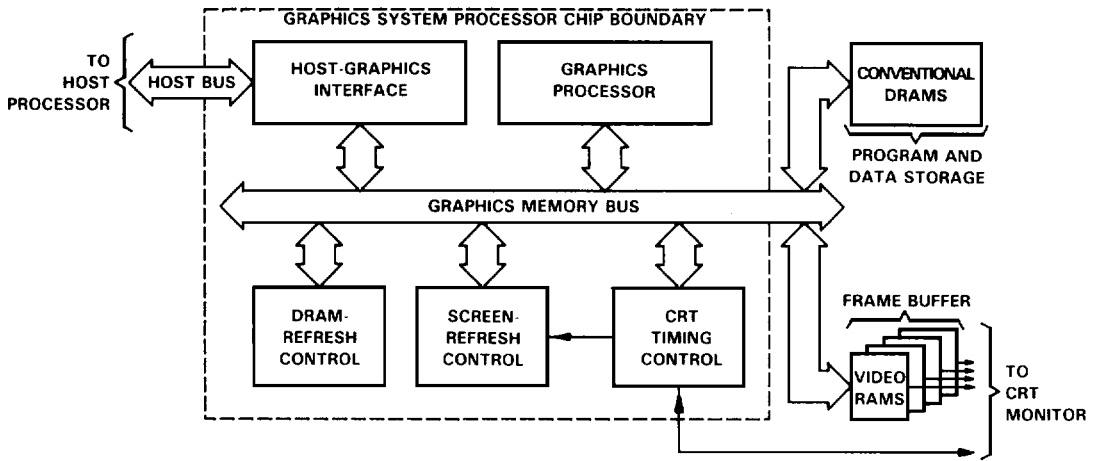 GRAPHICS SYSTEM PROCESSOR CHIP BOUNDARY
TO
HOST
PROCESSOR
HOST BUS
HOST-GRAPHICS
INTERFACE
GRAPHICS
PROCESSOR
CONVENTIONAL
DRAMS
PROGRAM AND
DATA STORAGE
GRAPHICS MEMORY BUS
DRAM-
REFRESH
CONTROL
SCREEN-
REFRESH
CONTROL
CRT
TIMING
CONTROL
FRAME BUFFER
VIDEO
RAMS
TO
CRT
MONITOR